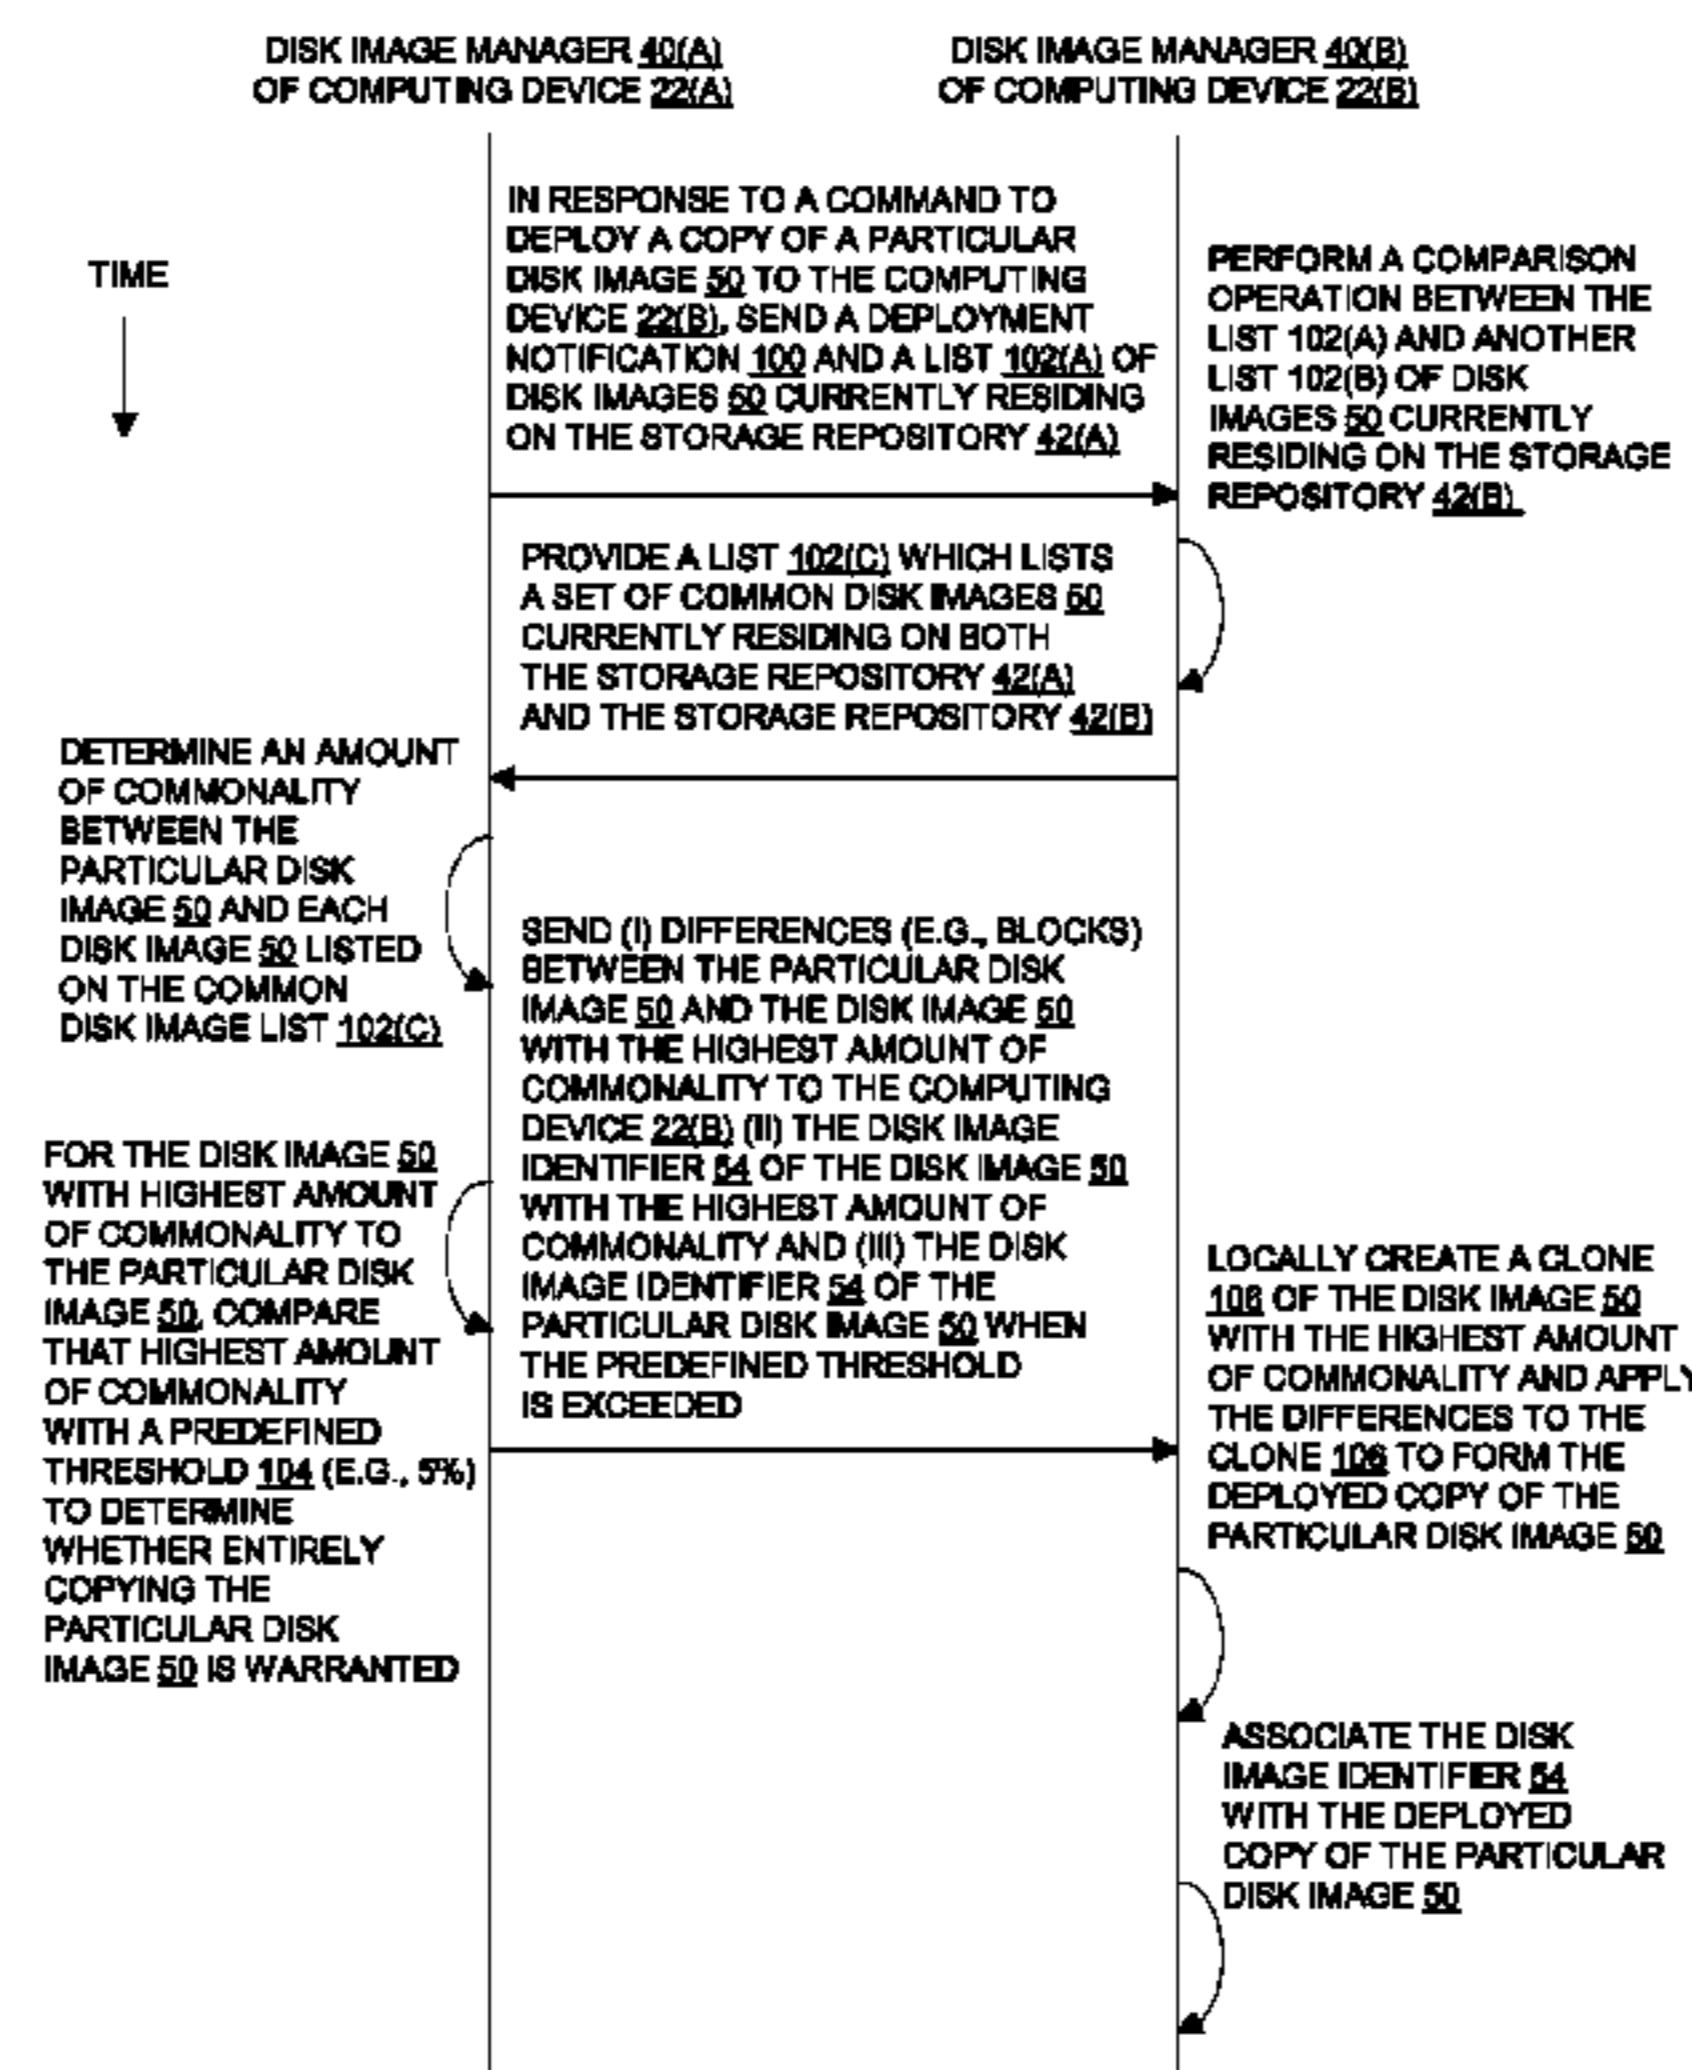 DISK IMAGE MANAGER 40(A)
OF COMPUTING DEVICE 22(A)
DISK IMAGE MANAGER 40(B)
OF COMPUTING DEVICE 22(B)
TIME
IN RESPONSE TO A COMMAND TO
DEPLOY A COPY OF A PARTICULAR
DISK IMAGE 50 TO THE COMPUTING
DEVICE 22(B), SEND A DEPLOYMENT
NOTIFICATION 100 AND A LIST 102(A) OF
DISK IMAGES 50 CURRENTLY RESIDING
ON THE STORAGE REPOSITORY 42(A)
PERFORM A COMPARISON
OPERATION BETWEEN THE
LIST 102(A) AND ANOTHER
LIST 102(B) OF DISK
IMAGES 50 CURRENTLY
RESIDING ON THE STORAGE
REPOSITORY 42(B)
PROVIDE A LIST 102(C) WHICH LISTS
A SET OF COMMON DISK IMAGES 50
CURRENTLY RESIDING ON BOTH
THE STORAGE REPOSITORY 42(A)
AND THE STORAGE REPOSITORY 42(B)
DETERMINE AN AMOUNT
OF COMMONALITY
BETWEEN THE
PARTICULAR DISK
IMAGE 50 AND EACH
DISK IMAGE 50 LISTED
ON THE COMMON
DISK IMAGE LIST 102(C)
FOR THE DISK IMAGE 50
WITH HIGHEST AMOUNT
OF COMMONALITY TO
THE PARTICULAR DISK
IMAGE 50, COMPARE
THAT HIGHEST AMOUNT
OF COMMONALITY
WITH A PREDEFINED
THRESHOLD 104 (E.G., 5%)
TO DETERMINE
WHETHER ENTIRELY
COPYING THE
PARTICULAR DISK
IMAGE 50 IS WARRANTED
SEND (I) DIFFERENCES (E.G., BLOCKS)
BETWEEN THE PARTICULAR DISK
IMAGE 50 AND THE DISK IMAGE 50
WITH THE HIGHEST AMOUNT OF
COMMONALITY TO THE COMPUTING
DEVICE 22(B) (II) THE DISK IMAGE
IDENTIFIER 54 OF THE DISK IMAGE 50
WITH THE HIGHEST AMOUNT OF
COMMONALITY AND (III) THE DISK
IMAGE IDENTIFIER 54 OF THE
PARTICULAR DISK IMAGE 50 WHEN
THE PREDEFINED THRESHOLD
IS EXCEEDED
LOCALLY CREATE A CLONE
106 OF THE DISK IMAGE 50
WITH THE HIGHEST AMOUNT
OF COMMONALITY AND APPLY
THE DIFFERENCES TO THE
CLONE 106 TO FORM THE
DEPLOYED COPY OF THE
PARTICULAR DISK IMAGE 50
ASSOCIATE THE DISK
IMAGE IDENTIFIER 54
WITH THE DEPLOYED
COPY OF THE PARTICULAR
DISK IMAGE 50